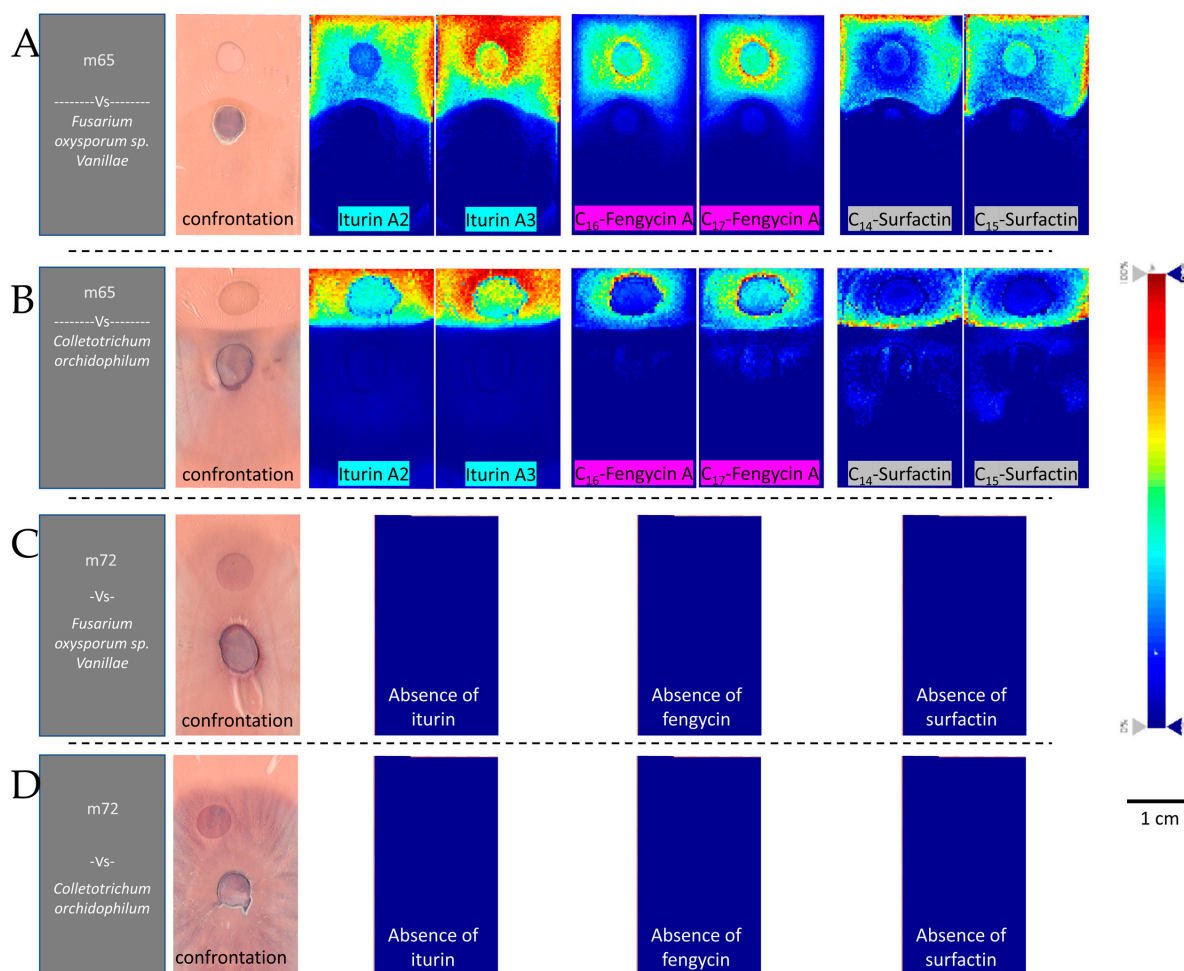 A
m65
--------Vs--------
Fusarium
oxysporum sp.
Vanillae
confrontation
Iturin A2
Iturin A3
C₁₆-Fengycin A
C₁₇-Fengycin A
C₁₄-Surfactin
C₁₅-Surfactin
B
m65
--------Vs--------
Colletotrichum
orchidophilum
confrontation
Iturin A2
Iturin A3
C₁₆-Fengycin A
C₁₇-Fengycin A
C₁₄-Surfactin
C₁₅-Surfactin
100%
0%
C
m72
-Vs-
Fusarium
oxysporum sp.
Vanillae
confrontation
Absence of
iturin
Absence of
fengycin
Absence of
surfactin
D
m72
-Vs-
Colletotrichum
orchidophilum
confrontation
Absence of
iturin
Absence of
fengycin
Absence of
surfactin
1 cm